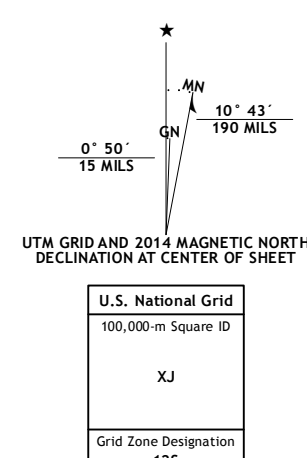 ★
MN
GN
10° 43´
190 MILS
0° 50´
15 MILS
UTM GRID AND 2014 MAGNETIC NORTH
DECLINATION AT CENTER OF SHEET
U.S. National Grid
100,000-m Square ID
XJ
Grid Zone Designation